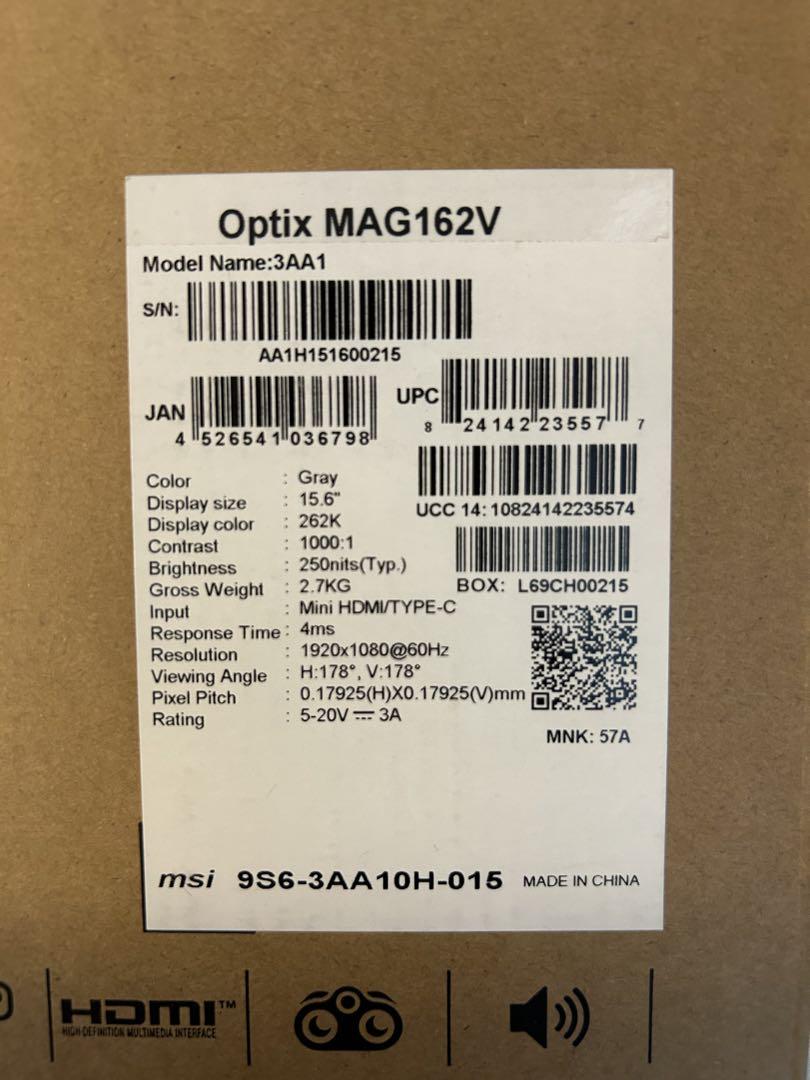 Optix MAG162V
Model Name:3AA1
S/N:
AA1H151600215
JAN
4 526541 036798
UPC
8 24142 23557 7
UCC 14: 10824142235574
BOX: L69CH00215
Color : Gray
Display size : 15.6"
Display color : 262K
Contrast : 1000:1
Brightness : 250nits(Typ.)
Gross Weight : 2.7KG
Input : Mini HDMI/TYPE-C
Response Time : 4ms
Resolution : 1920x1080@60Hz
Viewing Angle : H:178°, V:178°
Pixel Pitch : 0.17925(H)X0.17925(V)mm
Rating : 5-20V ⎓ 3A
MNK: 57A
msi 9S6-3AA10H-015 MADE IN CHINA
HDMI™
HIGH-DEFINITION MULTIMEDIA INTERFACE